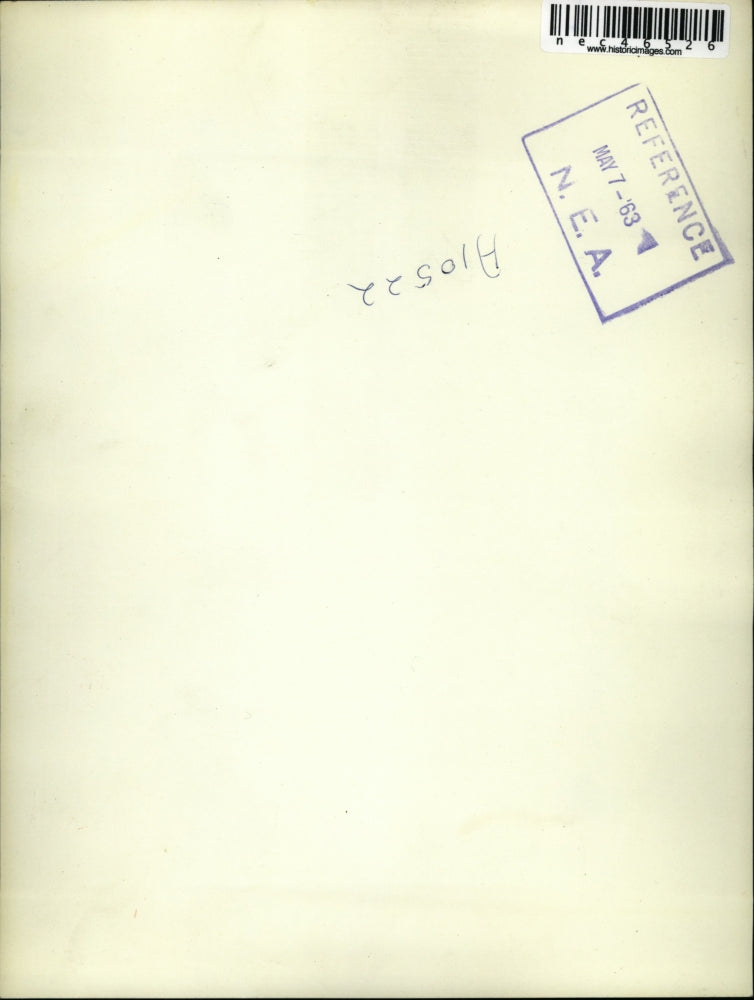 nec46526
www.historicimages.com
REFERENCE
MAY 7-'63
N. E. A.
A10522